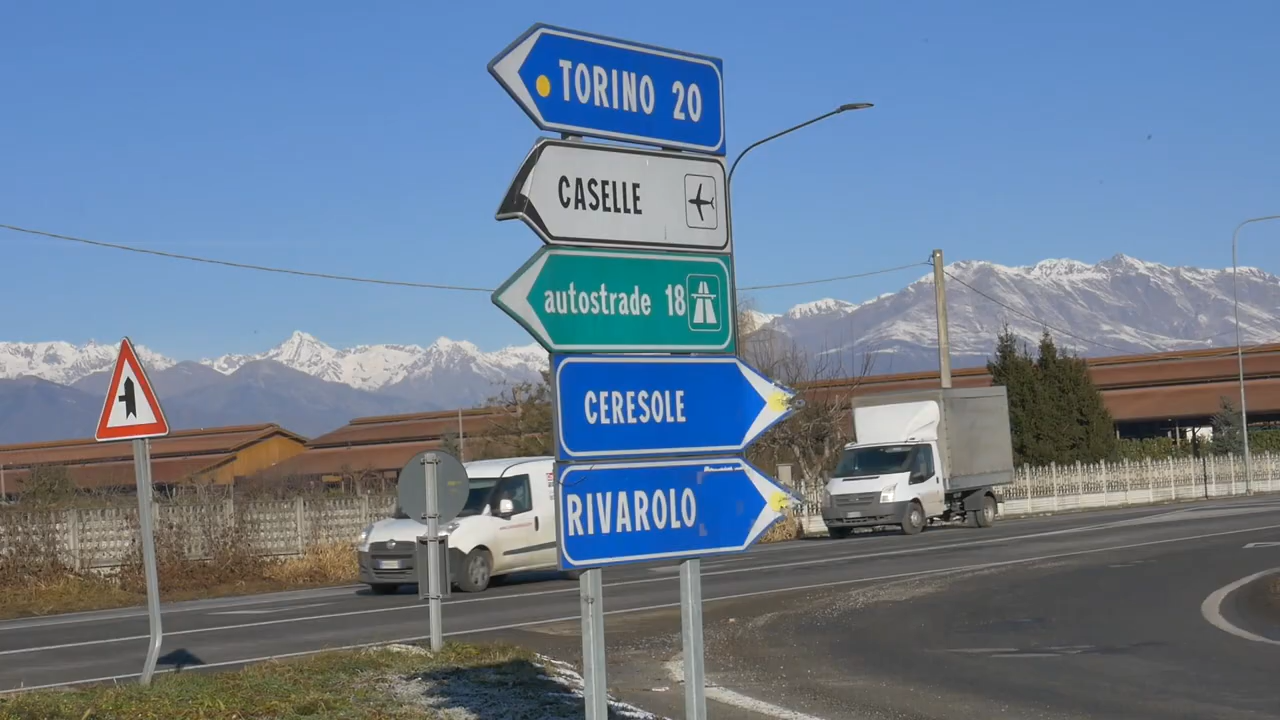 TORINO 20
CASELLE
autostrade 18
CERESOLE
RIVAROLO